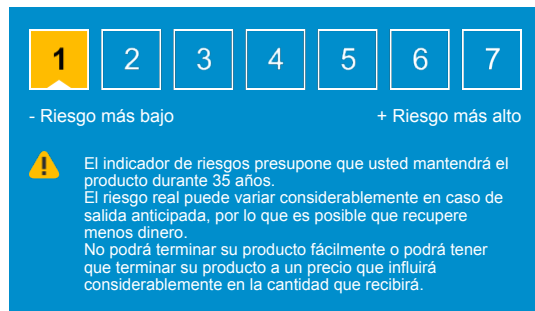 1 2 3 4 5 6 7
- Riesgo más bajo + Riesgo más alto
El indicador de riesgos presupone que usted mantendrá el
producto durante 35 años.
El riesgo real puede variar considerablemente en caso de
salida anticipada, por lo que es posible que recupere
menos dinero.
No podrá terminar su producto fácilmente o podrá tener
que terminar su producto a un precio que influirá
considerablemente en la cantidad que recibirá.